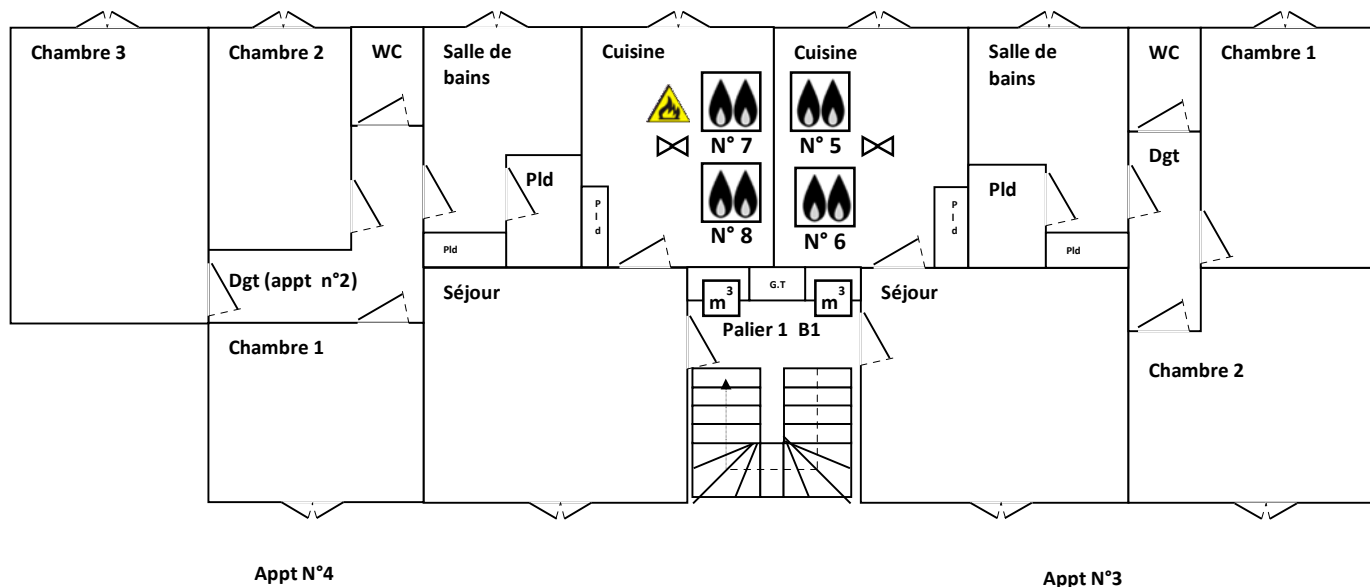 Chambre 3
Chambre 2
WC
Salle de
bains
Cuisine
Cuisine
Salle de
bains
WC
Chambre 1
N° 7
N° 5
Dgt
Pld
Pld
Pld
Pld
N° 8
N° 6
Pld
Pld
Dgt (appt n°2)
Séjour
m³
G.T
m³
Séjour
Palier 1 B1
Chambre 1
Chambre 2
Appt N°4
Appt N°3